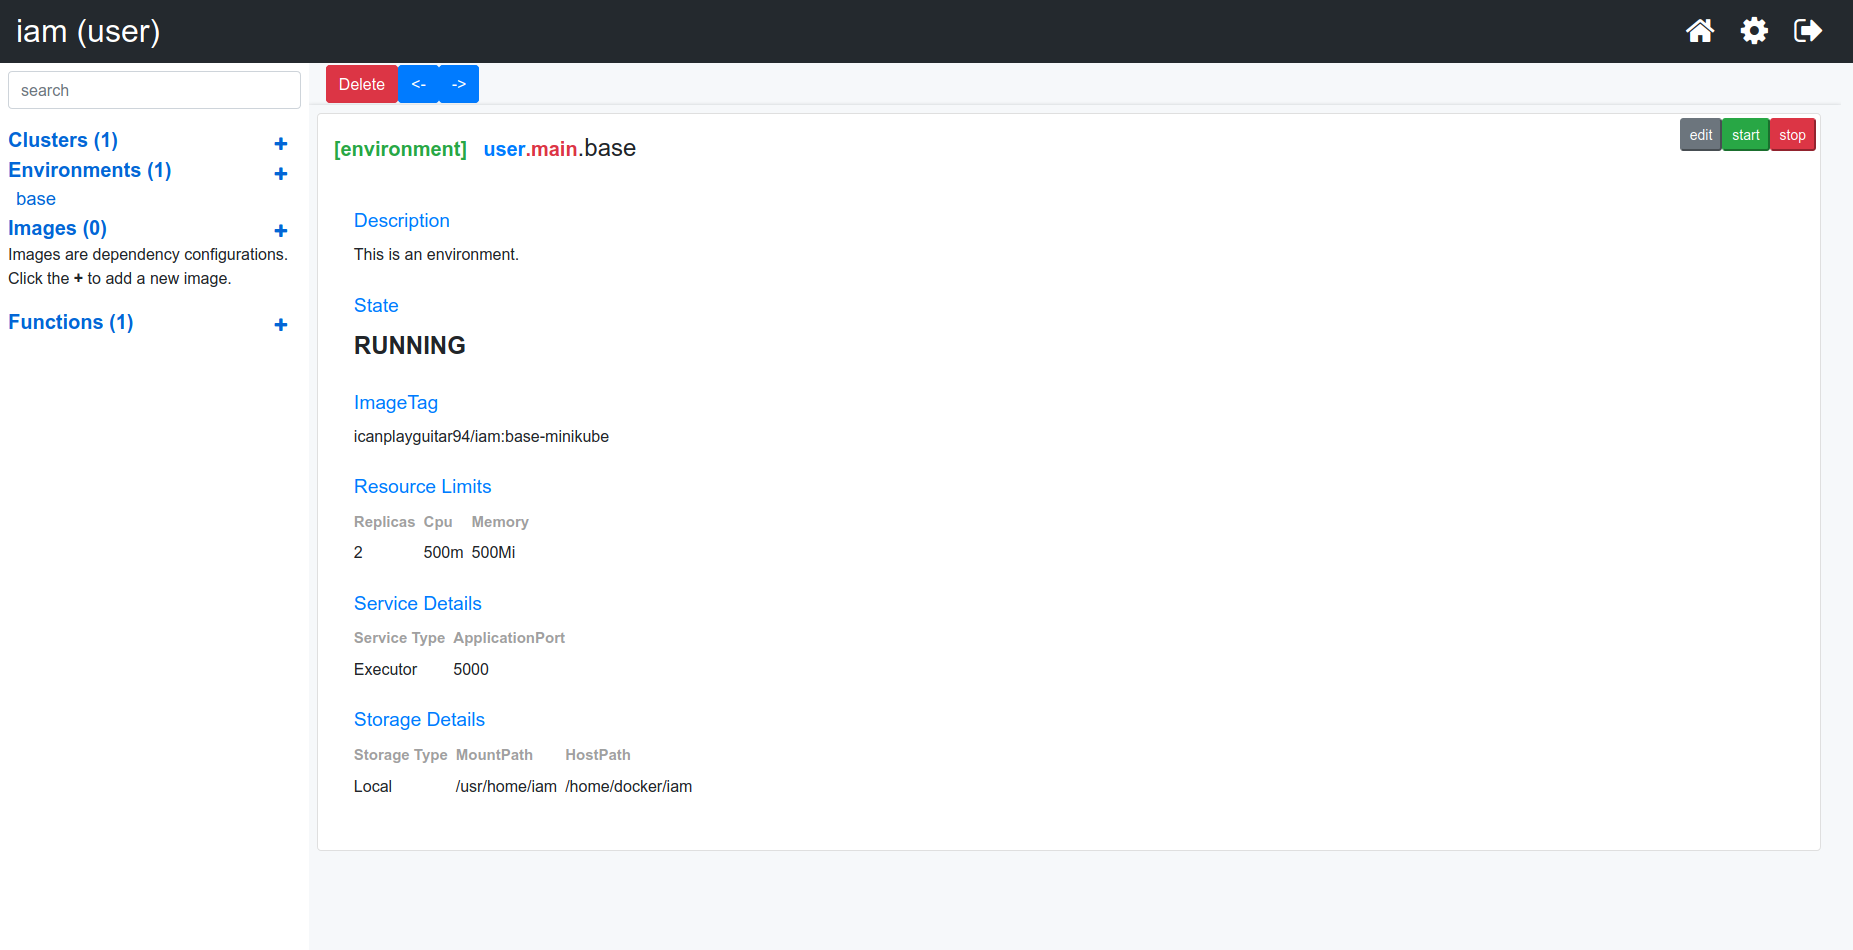 iam (user)
search
Clusters (1)
Environments (1)
base
Images (0)
Images are dependency configurations.
Click the + to add a new image.
Functions (1)
Delete <- ->
[environment] user.main.base
edit start stop
Description
This is an environment.
State
RUNNING
ImageTag
icanplayguitar94/iam:base-minikube
Resource Limits
Replicas Cpu Memory
2 500m 500Mi
Service Details
Service Type ApplicationPort
Executor 5000
Storage Details
Storage Type MountPath HostPath
Local /usr/home/iam /home/docker/iam